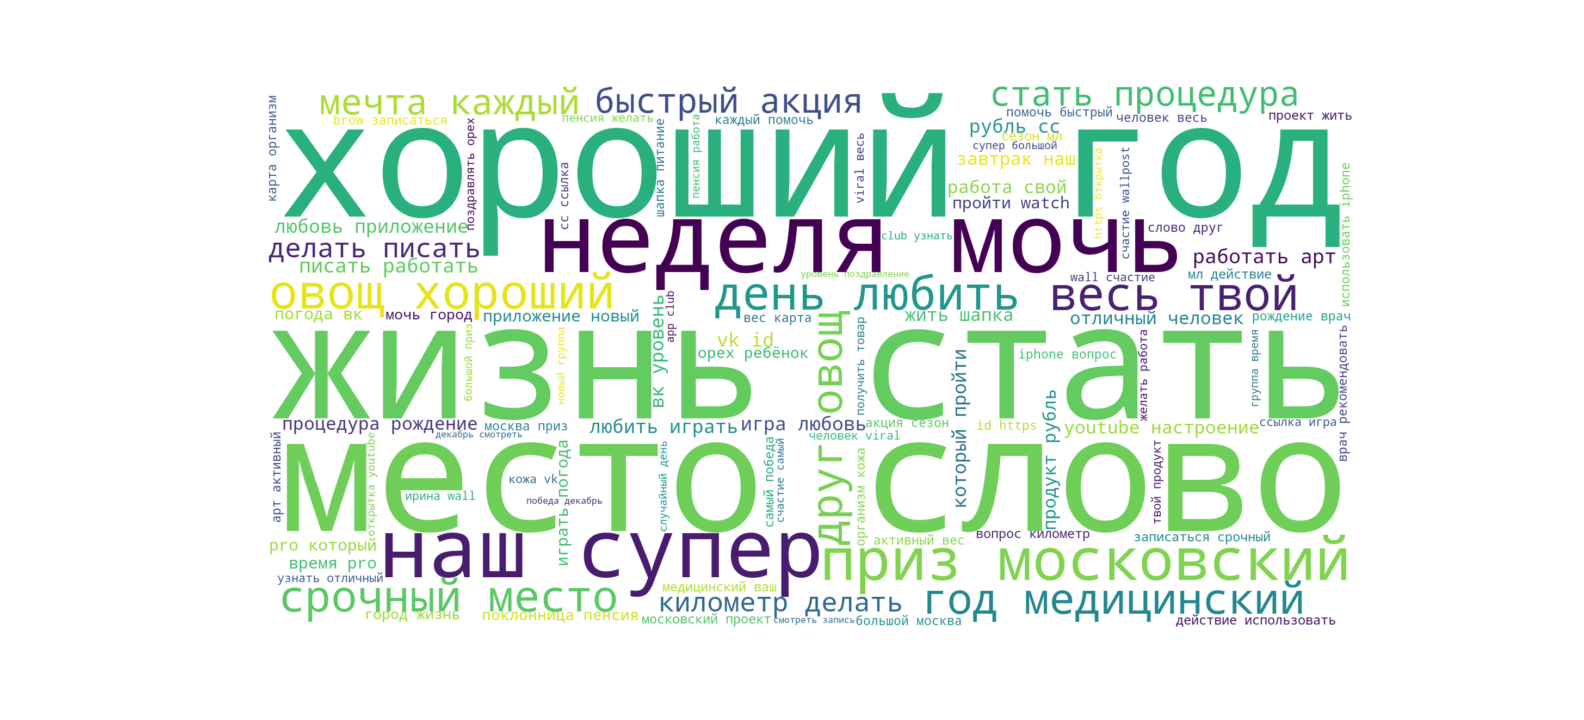 мечта каждый
быстрый акция
стать процедура
карта организм
brow записаться
пенсия желать
каждый помочь
помочь быстрый
человек весь
проект жить
рубль сс
сезон мл
супер большой
завтрак наш
хороший год
поздравлять орех
сс ссылка
шапка питание
пенсия работа
viral весь
работа свой
пройти watch
https открытка
счастие wallpost
использовать iphone
любовь приложение
слово друг
делать писать
неделя мочь
club узнать
работать арт
писать работать
уровень поздравление
wall счастие
мл действие
овощ хороший
день любить
весь твой
погода вк
мочь город
приложение новый
вк уровень
app club
вес карта
жить шапка
отличный человек
рождение врач
vk id
орех ребёнок
iphone вопрос
жизнь стать
большой приз
новый группа
друг овощ
получить товар
который пройти
желать работа
группа время
врач рекомендовать
процедура рождение
москва приз
любить играть
игра любовь
акция сезон
id https
youtube настроение
ссылка игра
декабрь смотреть
человек viral
место слово
арт активный
открытка youtube
кожа vk
ирина wall
победа декабрь
играть погода
случайный день
самый победа
счастие самый
организм кожа
продукт рубль
твой продукт
pro который
наш супер
активный вес
вопрос километр
записаться срочный
время pro
приз московский
узнать отличный
срочный место
медицинский ваш
километр делать
год медицинский
город жизнь
поклонница пенсия
московский проект
смотреть запись
большой москва
действие использовать